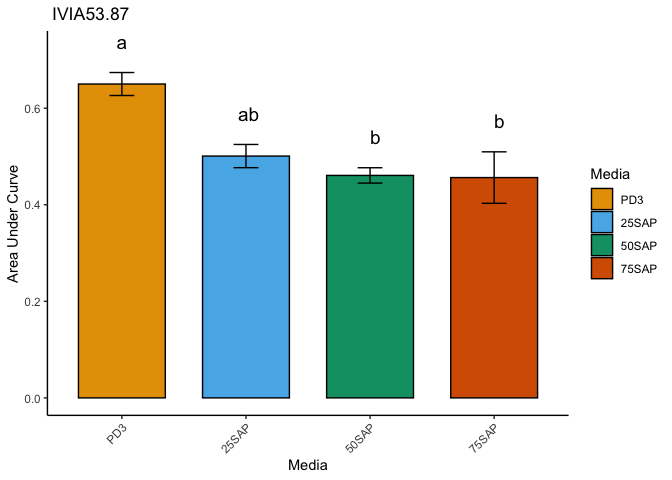 IVIA53.87
a
ab
b
b
0.6
0.4
0.2
0.0
Area Under Curve
PD3
25SAP
50SAP
75SAP
Media
Media
PD3
25SAP
50SAP
75SAP